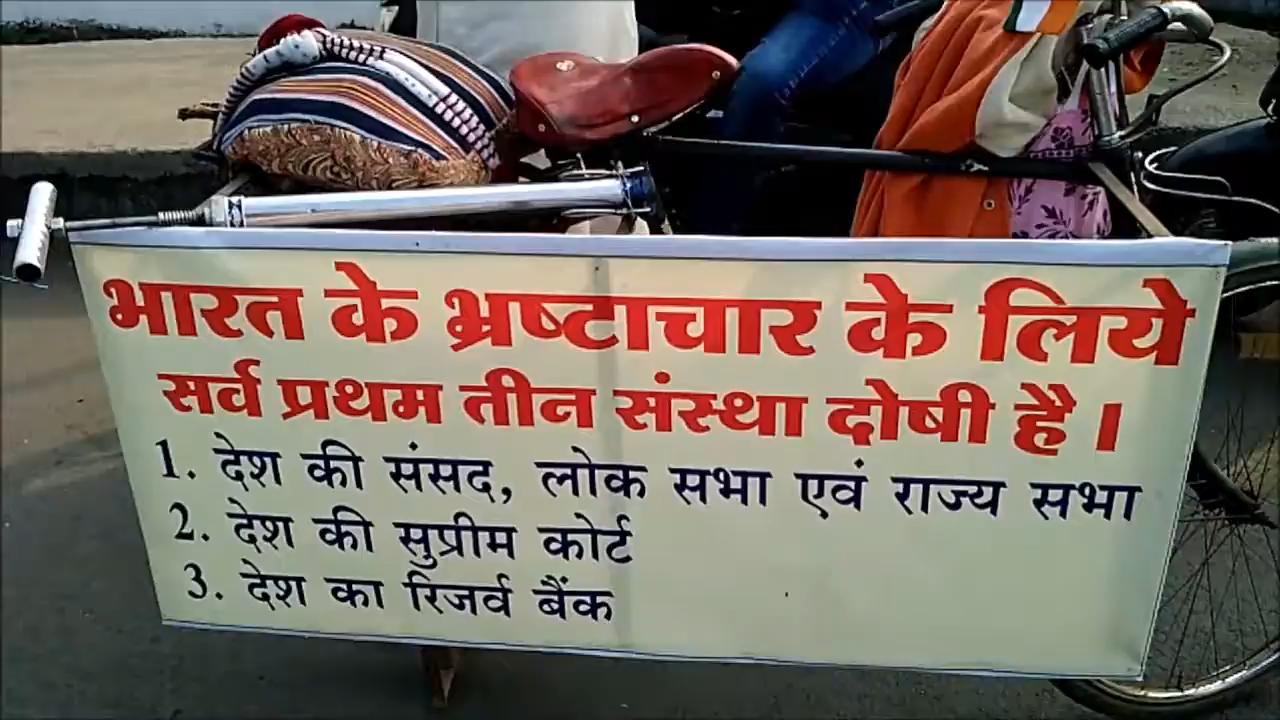 भारत के भ्रष्टाचार के लिये
सर्व प्रथम तीन संस्था दोषी है।
1. देश की संसद, लोक सभा एवं राज्य सभा
2. देश की सुप्रीम कोर्ट
3. देश का रिजर्व बैंक